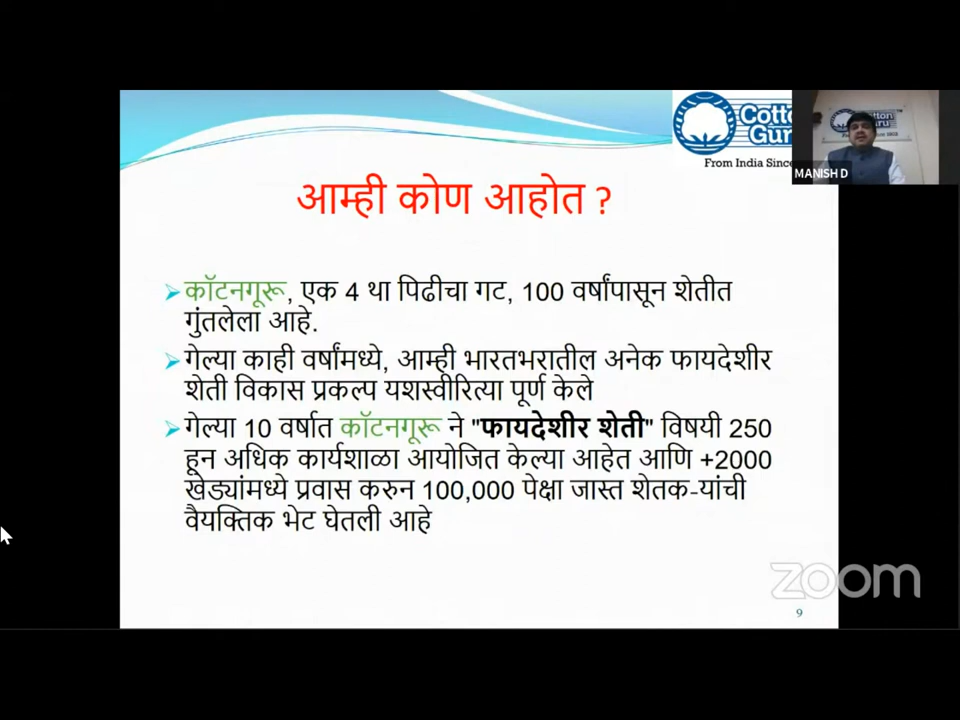 Cotto
Gu
From India Since
MANISH D
आम्ही कोण आहोत ?
कॉटनगूरू, एक 4 था पिढीचा गट, 100 वर्षांपासून शेतीत
गुंतलेला आहे.
गेल्या काही वर्षांमध्ये, आम्ही भारतभरातील अनेक फायदेशीर
शेती विकास प्रकल्प यशस्वीरित्या पूर्ण केले
गेल्या 10 वर्षात कॉटनगूरू ने "फायदेशीर शेती" विषयी 250
हून अधिक कार्यशाळा आयोजित केल्या आहेत आणि +2000
खेड्यांमध्ये प्रवास करुन 100,000 पेक्षा जास्त शेतक-यांची
वैयक्तिक भेट घेतली आहे
zoom
9